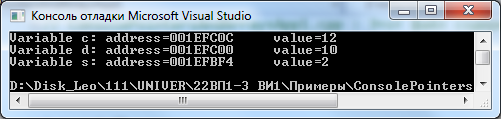 Консоль отладки Microsoft Visual Studio
Variable c: address=001EFC0C value=12
Variable d: address=001EFC00 value=10
Variable s: address=001EFBF4 value=2
D:\Disk_Leo\111\UNIVER\22ВП1-3 ВИ1\Примеры\ConsolePointers